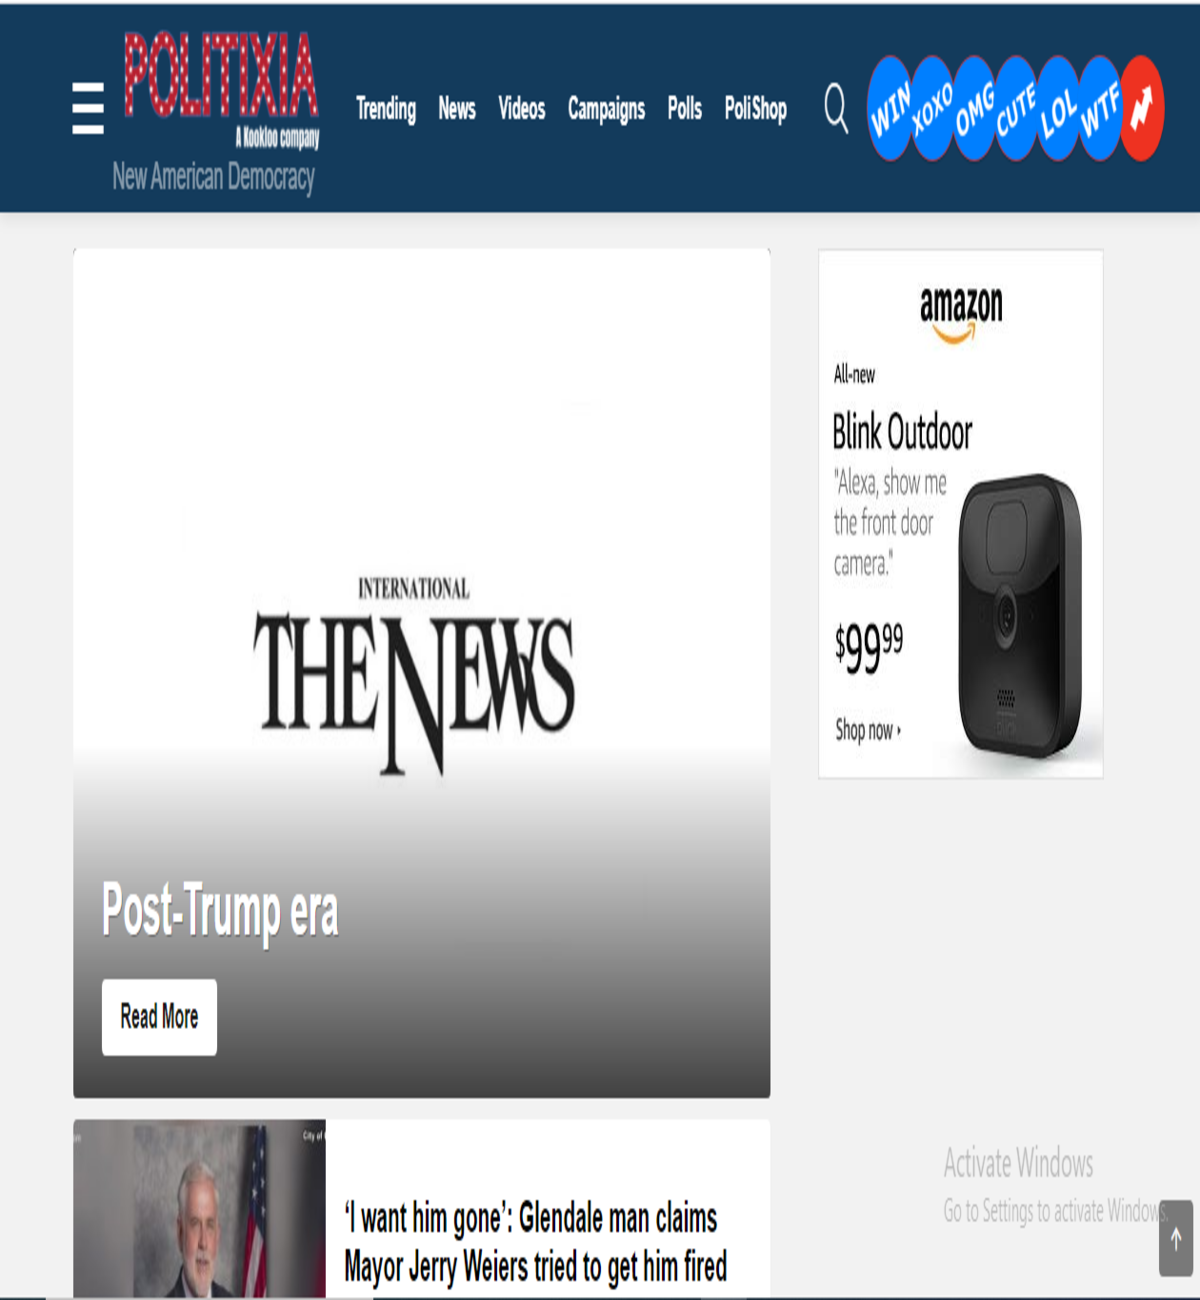 POLITIXIA
A Kookloo company
New American Democracy
Trending News Videos Campaigns Polls PoliShop
WIN XOXO OMG CUTE LOL WTF
amazon
All-new
Blink Outdoor
"Alexa, show me
the front door
camera."
$99 99
Shop now
INTERNATIONAL
THE NEWS
Post-Trump era
Read More
City of
'I want him gone': Glendale man claims
Mayor Jerry Weiers tried to get him fired
Activate Windows
Go to Settings to activate Windows.